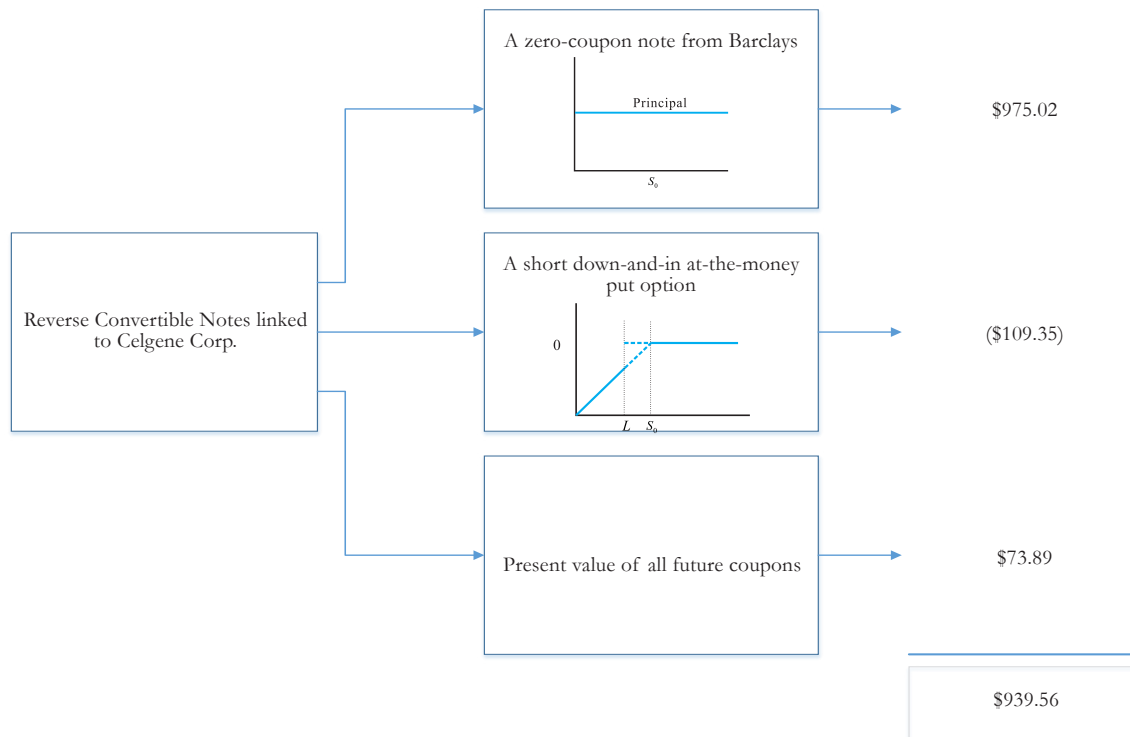 A zero-coupon note from Barclays
Principal
S₀
$975.02
Reverse Convertible Notes linked
to Celgene Corp.
A short down-and-in at-the-money
put option
0
L S₀
($109.35)
Present value of all future coupons
$73.89
$939.56